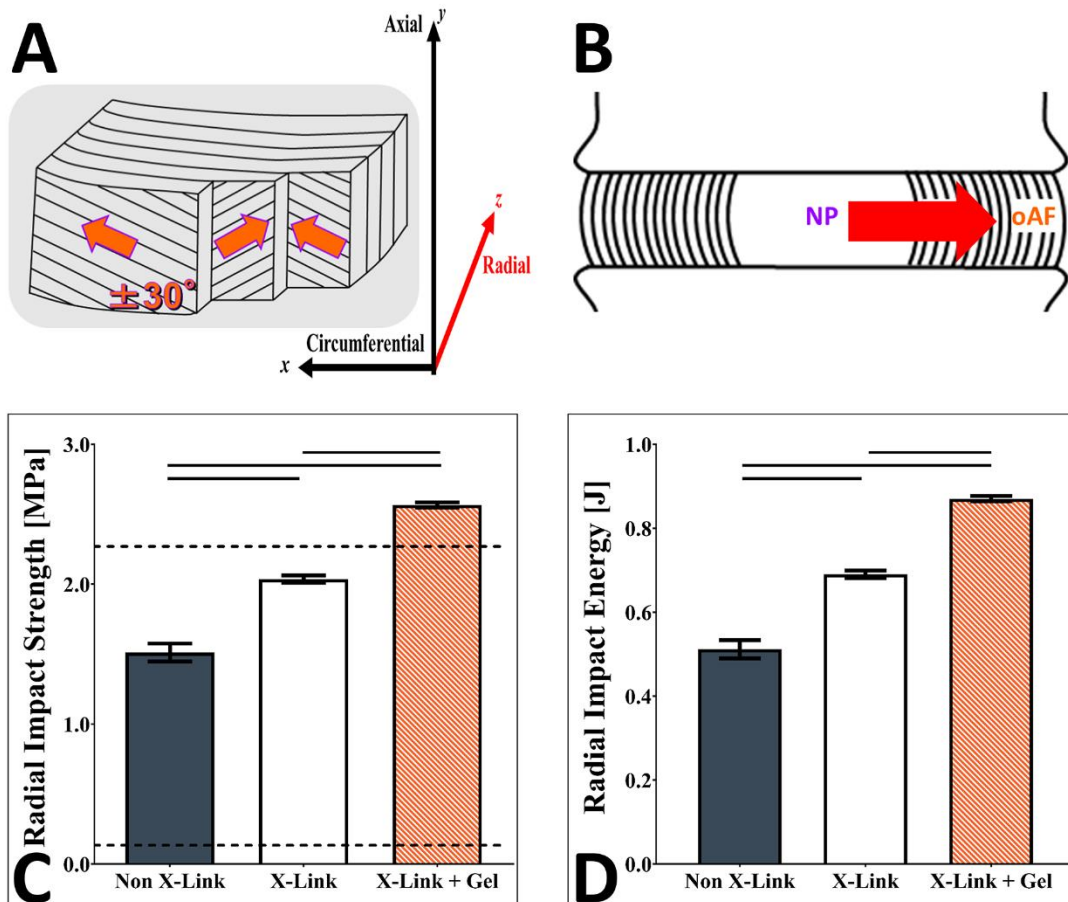 A
Axial
y
z
Radial
±30°
Circumferential
x
B
NP
oAF
Radial Impact Strength [MPa]
3.0
2.0
1.0
0.0
C
Non X-Link
X-Link
X-Link + Gel
Radial Impact Energy [J]
1.0
0.8
0.6
0.4
0.2
0.0
D
Non X-Link
X-Link
X-Link + Gel